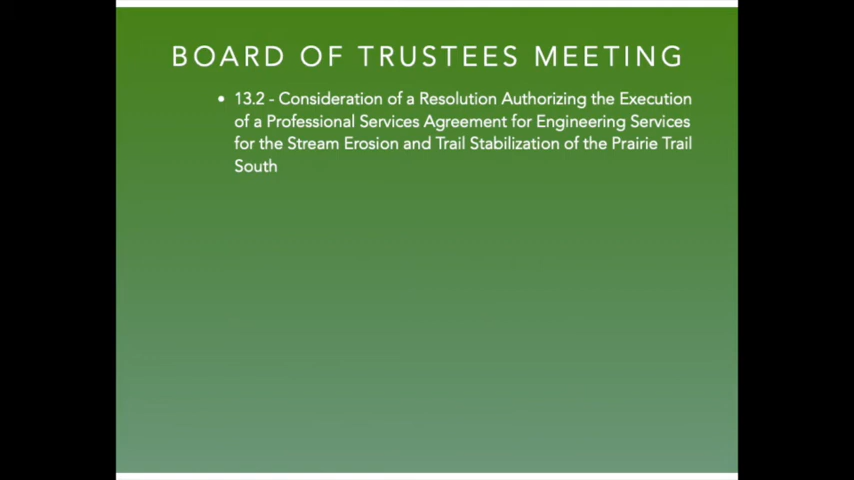 BOARD OF TRUSTEES MEETING
• 13.2 - Consideration of a Resolution Authorizing the Execution
of a Professional Services Agreement for Engineering Services
for the Stream Erosion and Trail Stabilization of the Prairie Trail
South